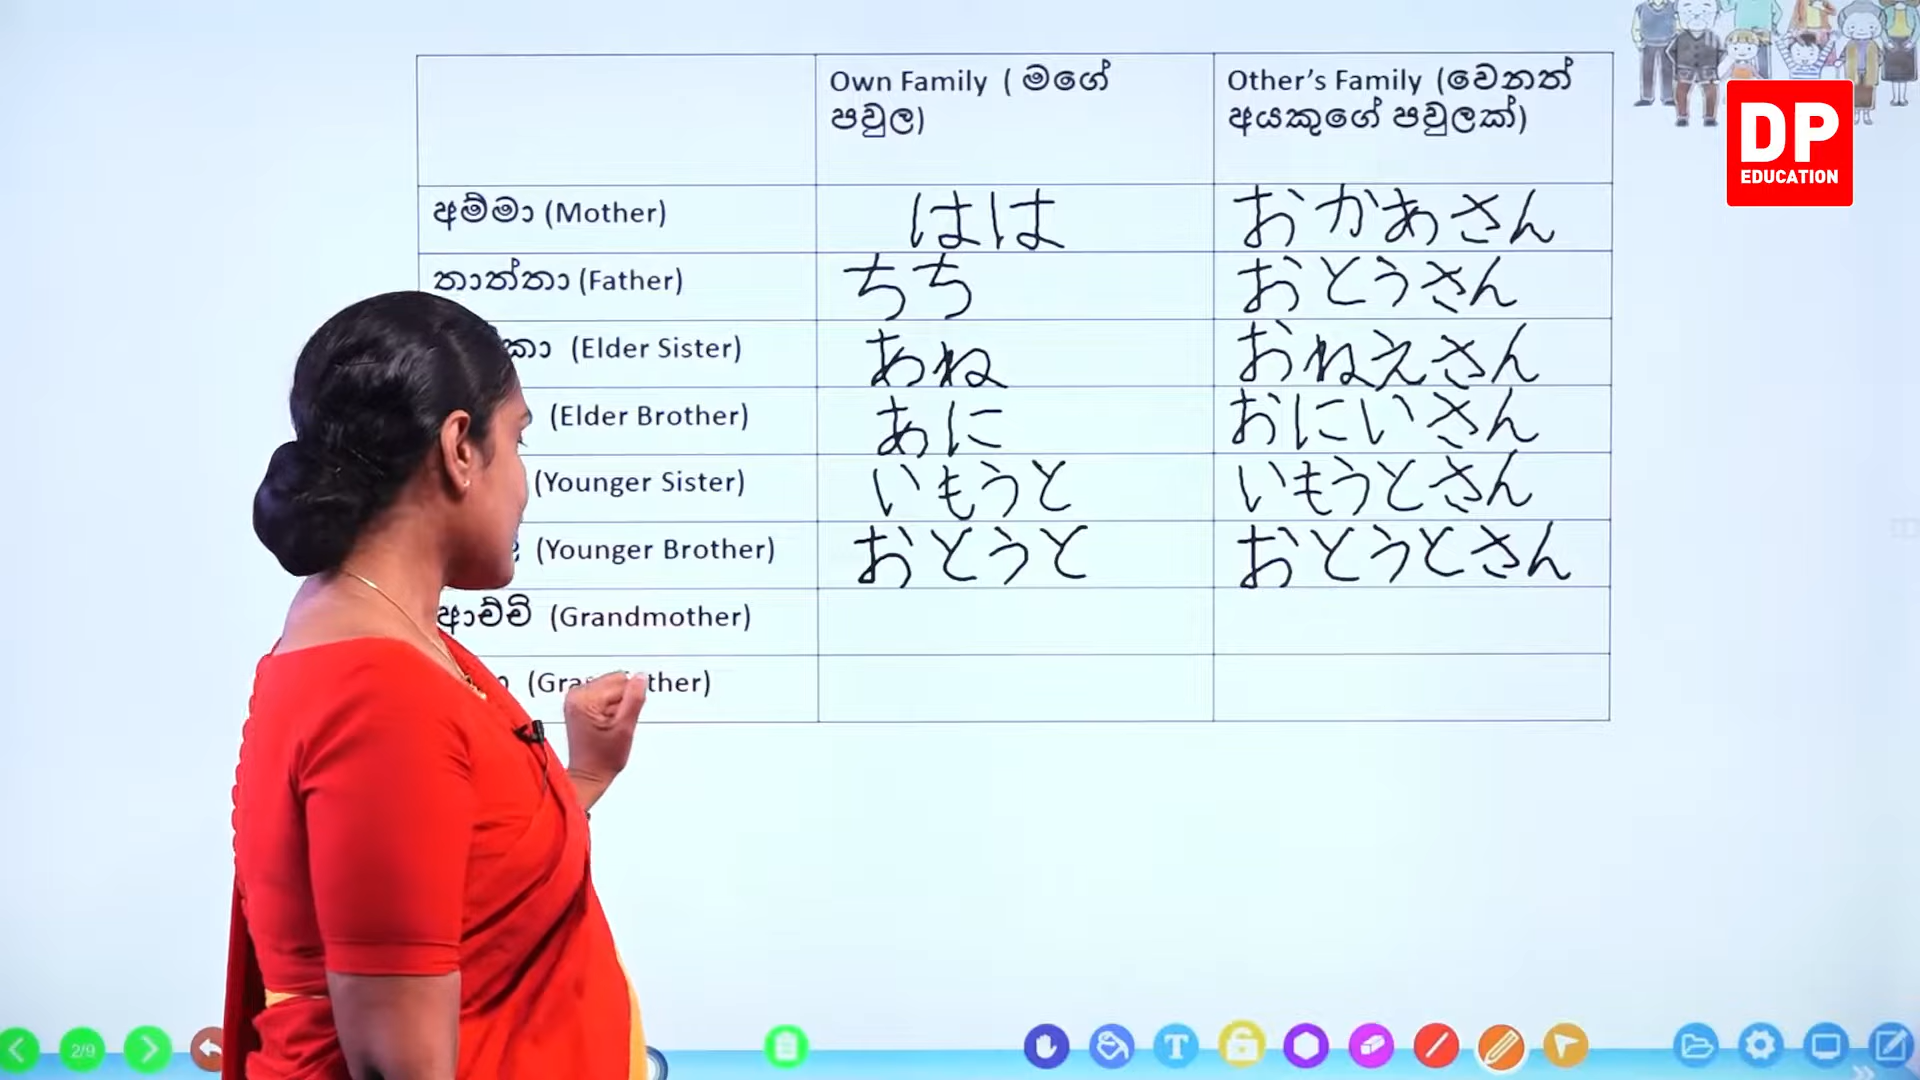 Own Family ( මගේ
පවුල)
Other's Family (වෙනත්
අයකුගේ පවුලක්)
DP
EDUCATION
අම්මා (Mother)
はは
おかあさん
තාත්තා (Father)
ちち
おとうさん
(Elder Sister)
あね
おねえさん
(Elder Brother)
あに
おにいさん
(Younger Sister)
いもうと
いもうとさん
(Younger Brother)
おとうと
おとうとさん
ආච්චි (Grandmother)
2/9
T